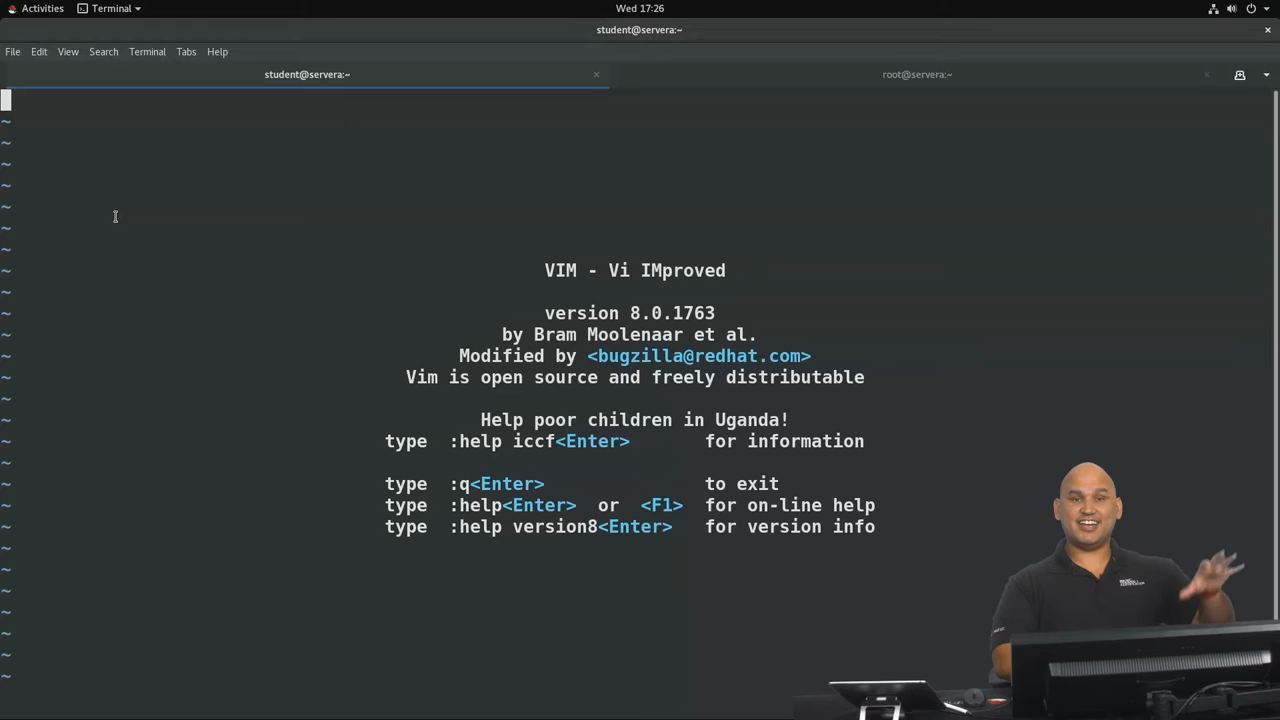 Activities Terminal Wed 17:26
student@servera:~
File Edit View Search Terminal Tabs Help
student@servera:~ root@servera:~
~
~
~
~
~
~
~
~
VIM - Vi IMproved
~
version 8.0.1763
by Bram Moolenaar et al.
Modified by <bugzilla@redhat.com>
Vim is open source and freely distributable
Help poor children in Uganda!
type :help iccf<Enter> for information
type :q<Enter> to exit
type :help<Enter> or <F1> for on-line help
type :help version8<Enter> for version info
~
~
~
~
~
~
~